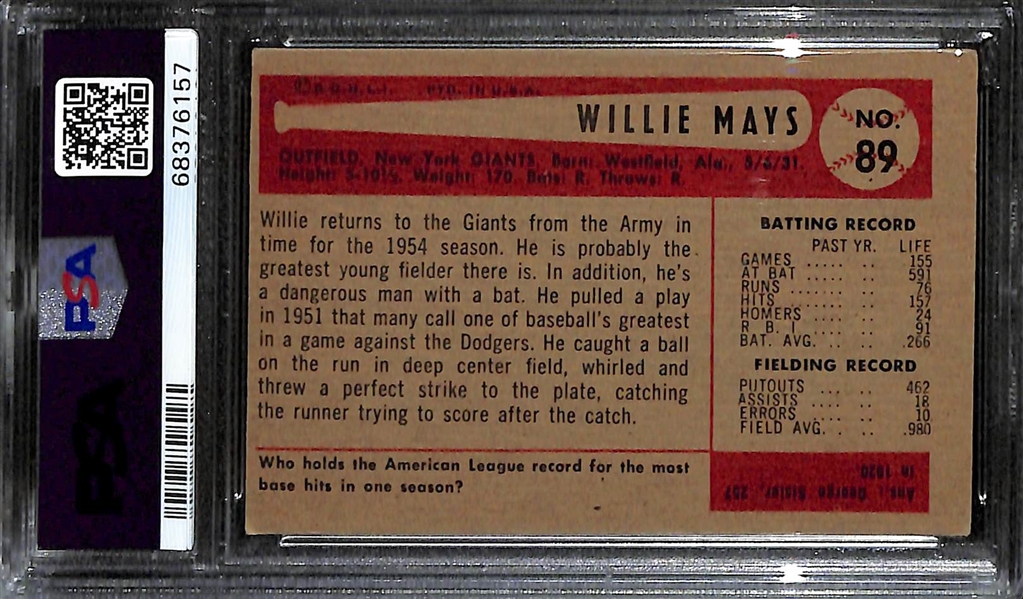 68376157
PSA
PSA
© B.G.H.L.I. PTD. IN U.S.A.
WILLIE MAYS
NO.
89
OUTFIELD, New York GIANTS, Born: Westfield, Ala., 5/6/31.
Height: 5-10½. Weight: 170. Bats: R. Throws: R.
Willie returns to the Giants from the Army in
time for the 1954 season. He is probably the
greatest young fielder there is. In addition, he's
a dangerous man with a bat. He pulled a play
in 1951 that many call one of baseball's greatest
in a game against the Dodgers. He caught a ball
on the run in deep center field, whirled and
threw a perfect strike to the plate, catching
the runner trying to score after the catch.
BATTING RECORD
PAST YR. LIFE
GAMES ..... .. 155
AT BAT ..... .. 591
RUNS ....... .. 76
HITS ....... .. 157
HOMERS .... .. 24
R B I ...... .. 91
BAT. AVG. .. .. .266
FIELDING RECORD
PUTOUTS ... .. 462
ASSISTS .... .. 18
ERRORS .... .. 10
FIELD AVG. . .. .980
Who holds the American League record for the most
base hits in one season?
Ans.: George Sisler, 257
in 1920